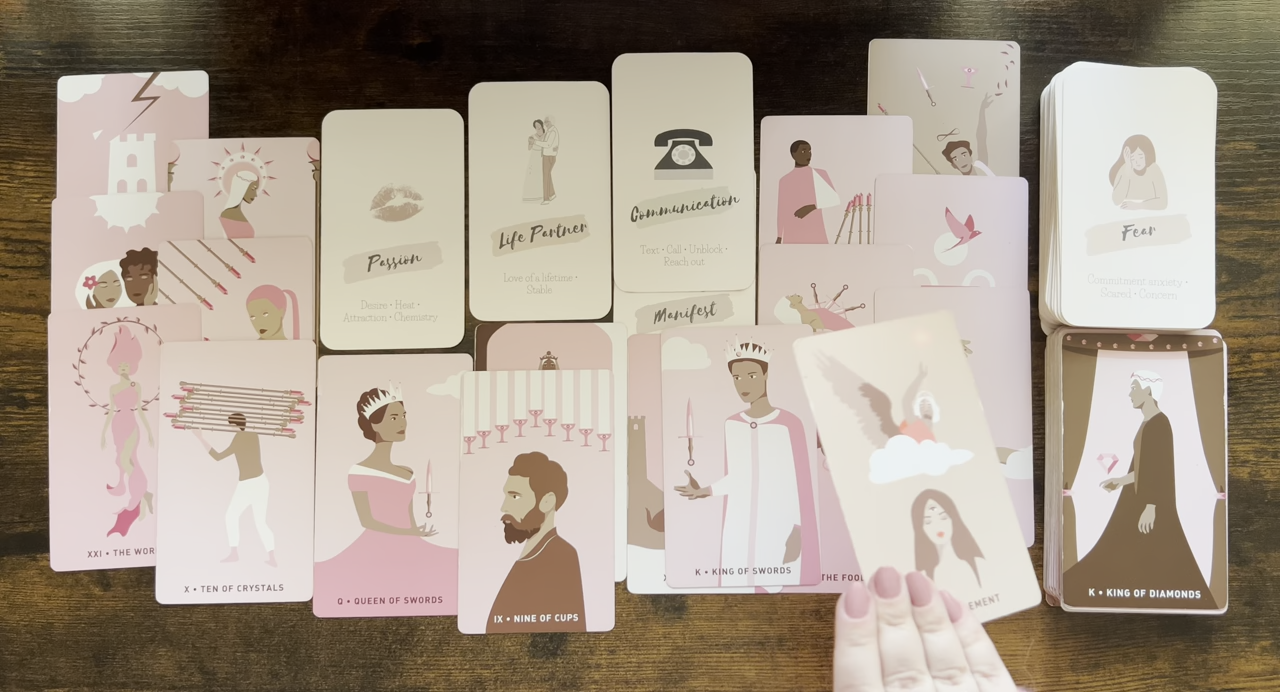 Passion
Desire • Heat •
Attraction • Chemistry
Life Partner
Love of a lifetime •
Stable
Communication
Text • Call • Unblock •
Reach out
Manifest
Fear
Commitment anxiety •
Scared • Concern
XXI • THE WOR
X • TEN OF CRYSTALS
Q • QUEEN OF SWORDS
IX • NINE OF CUPS
X
K • KING OF SWORDS
THE FOOL
EMENT
K • KING OF DIAMONDS